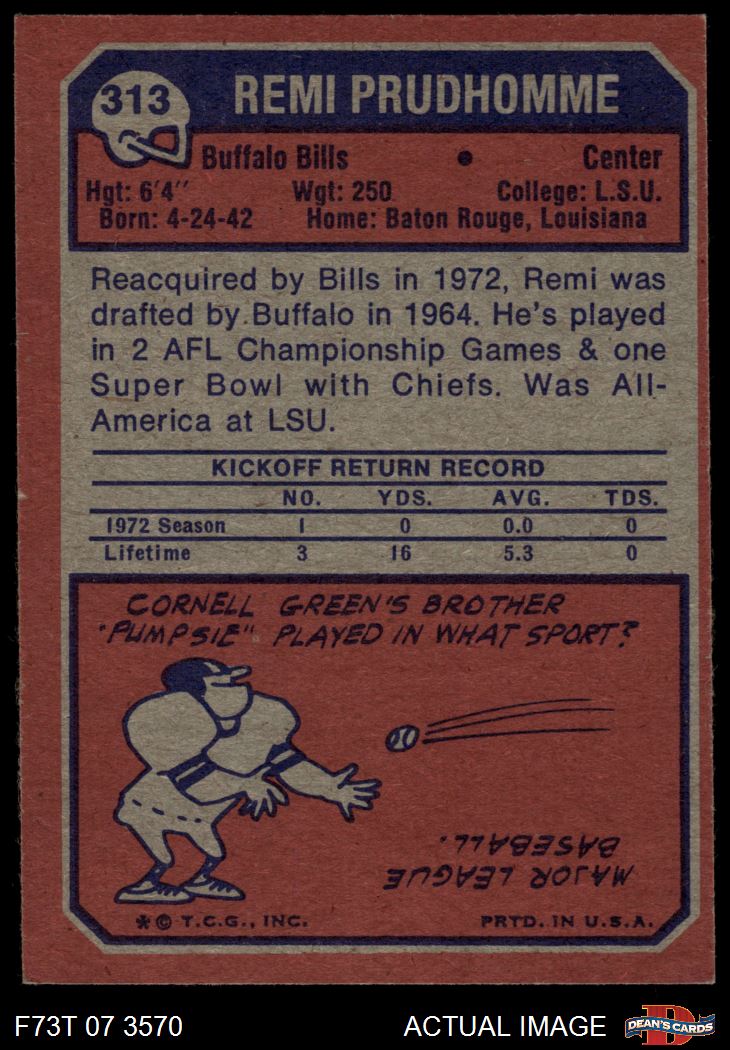 313
REMI PRUDHOMME
Buffalo Bills • Center
Hgt: 6'4'' Wgt: 250 College: L.S.U.
Born: 4-24-42 Home: Baton Rouge, Louisiana
Reacquired by Bills in 1972, Remi was
drafted by Buffalo in 1964. He's played
in 2 AFL Championship Games & one
Super Bowl with Chiefs. Was All-
America at LSU.
KICKOFF RETURN RECORD
NO. YDS. AVG. TDS.
1972 Season 1 0 0.0 0
Lifetime 3 16 5.3 0
CORNELL GREEN'S BROTHER
"PUMPSIE" PLAYED IN WHAT SPORT?
MAJOR LEAGUE
BASEBALL.
* © T.C.G., INC. PRTD. IN U.S.A.
F73T 07 3570 ACTUAL IMAGE
D
DEAN'S CARDS